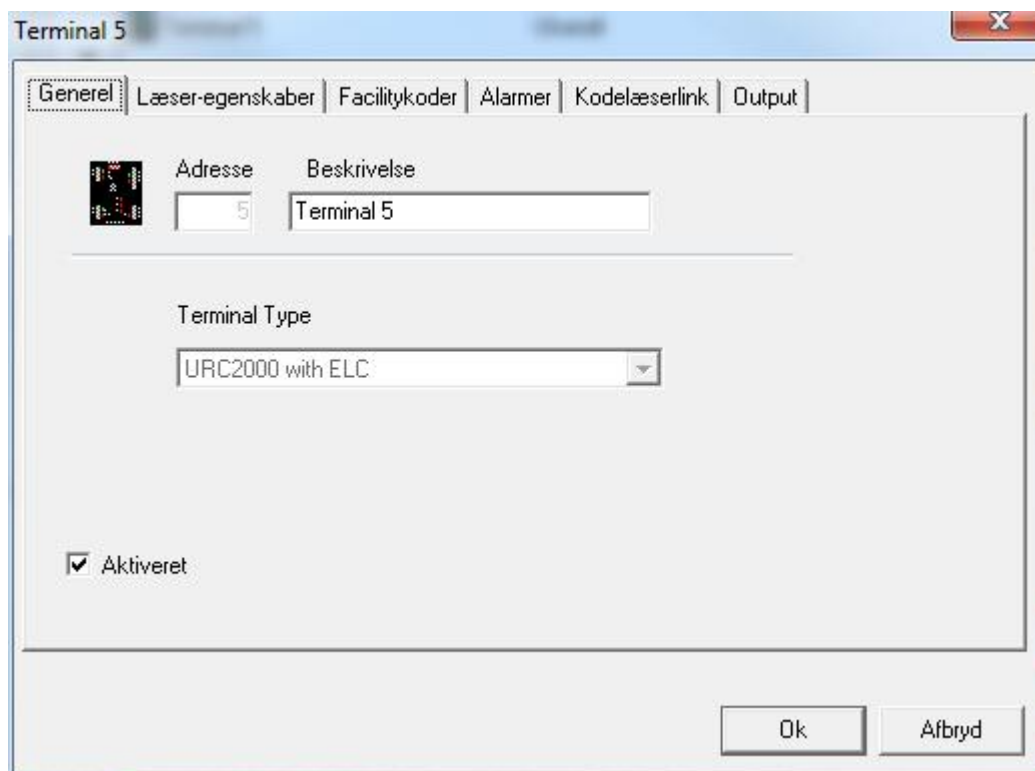 Terminal 5
Generel Læser-egenskaber Facilitykoder Alarmer Kodelæserlink Output
Adresse Beskrivelse
5 Terminal 5
Terminal Type
URC2000 with ELC
Aktiveret
Ok Afbryd